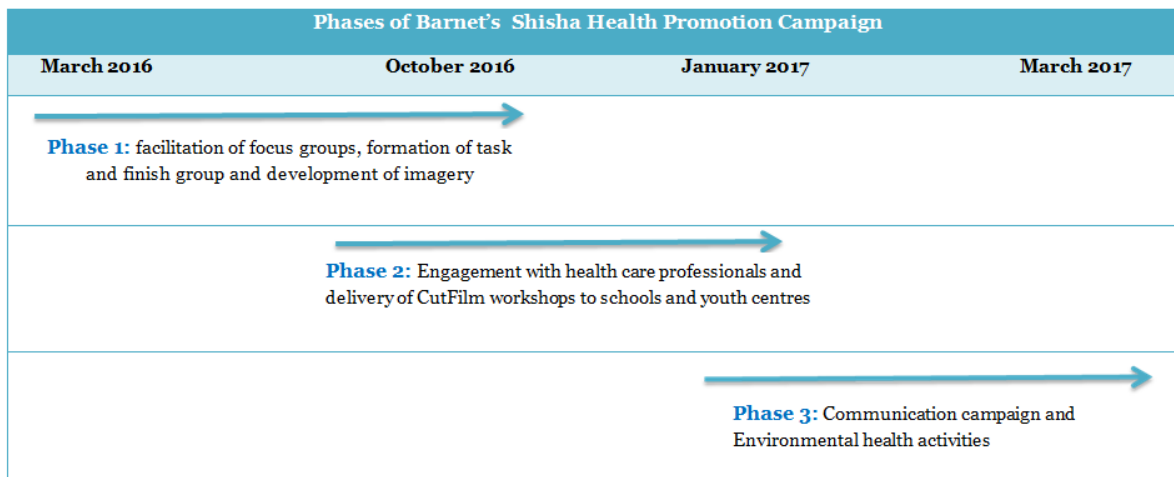 Phases of Barnet's Shisha Health Promotion Campaign
March 2016 October 2016 January 2017 March 2017
Phase 1: facilitation of focus groups, formation of task
and finish group and development of imagery
Phase 2: Engagement with health care professionals and
delivery of CutFilm workshops to schools and youth centres
Phase 3: Communication campaign and
Environmental health activities